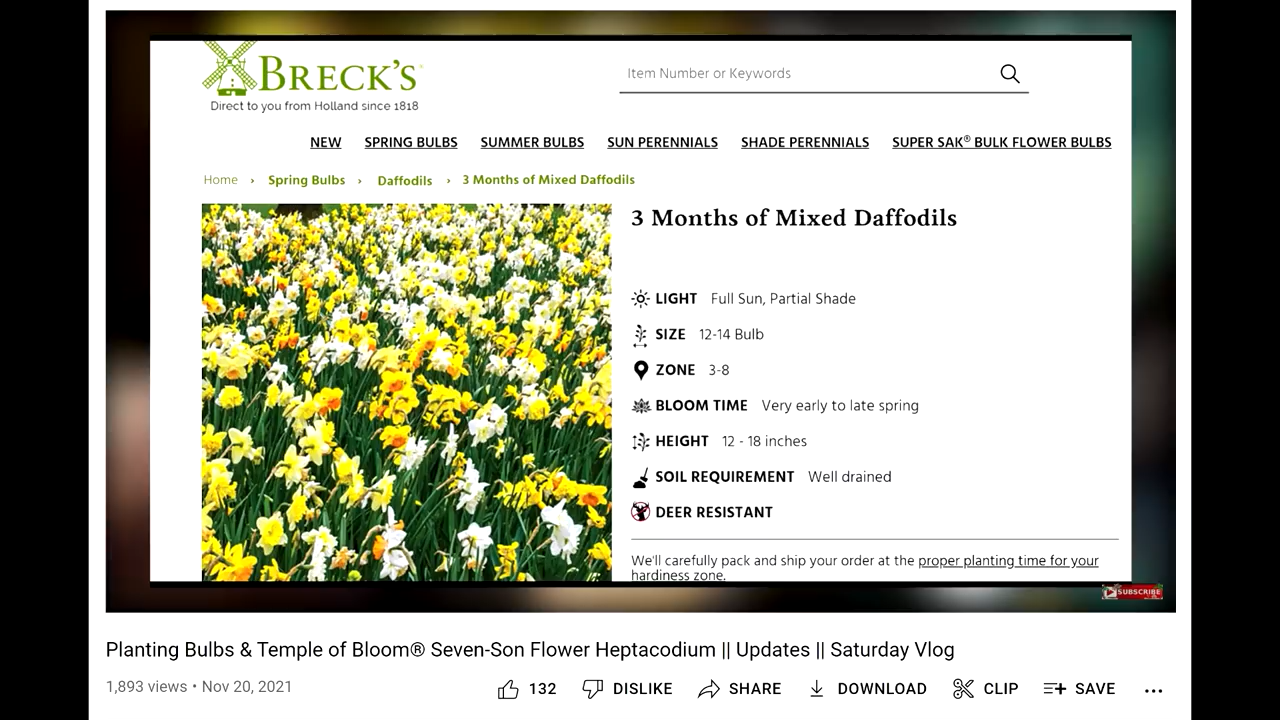 BRECK'S
Direct to you from Holland since 1818
Item Number or Keywords
NEW SPRING BULBS SUMMER BULBS SUN PERENNIALS SHADE PERENNIALS SUPER SAK® BULK FLOWER BULBS
Home › Spring Bulbs › Daffodils › 3 Months of Mixed Daffodils
3 Months of Mixed Daffodils
LIGHT Full Sun, Partial Shade
SIZE 12-14 Bulb
ZONE 3-8
BLOOM TIME Very early to late spring
HEIGHT 12 - 18 inches
SOIL REQUIREMENT Well drained
DEER RESISTANT
We'll carefully pack and ship your order at the proper planting time for your
hardiness zone.
SUBSCRIBE
Planting Bulbs & Temple of Bloom® Seven-Son Flower Heptacodium || Updates || Saturday Vlog
1,893 views • Nov 20, 2021 132 DISLIKE SHARE DOWNLOAD CLIP SAVE ...